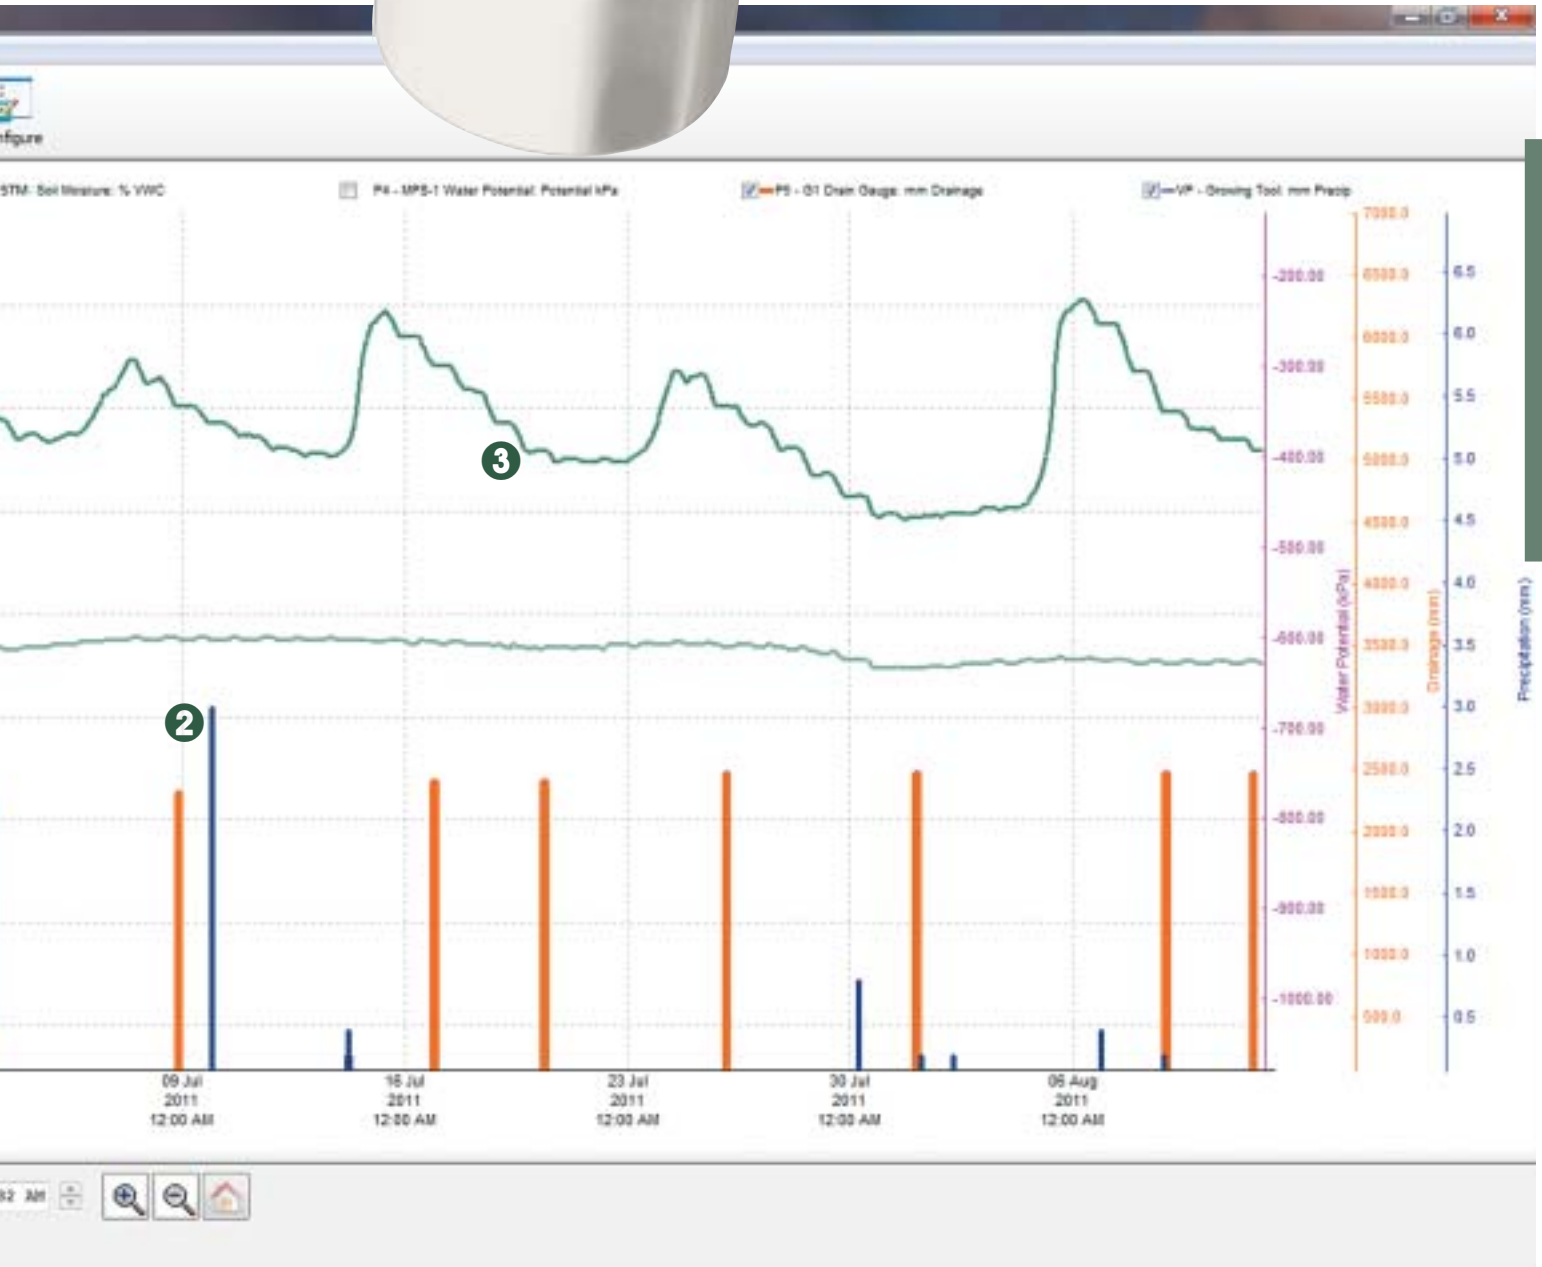 nfigure
STM- Soil Moisture: % VWC
P4 - MPS-1 Water Potential: Potential kPa
P5 - G1 Drain Gauge: mm Drainage
VP - Growing Tool: mm Precip
-200.00
-300.00
-400.00
-500.00
-600.00
-700.00
-800.00
-900.00
-1000.00
Water Potential (kPa)
7000.0
6500.0
6000.0
5500.0
5000.0
4500.0
4000.0
3500.0
3000.0
2500.0
2000.0
1500.0
1000.0
500.0
Drainage (mm)
6.5
6.0
5.5
5.0
4.5
4.0
3.5
3.0
2.5
2.0
1.5
1.0
0.5
Precipitation (mm)
3
2
09 Jul
2011
12:00 AM
16 Jul
2011
12:00 AM
23 Jul
2011
12:00 AM
30 Jul
2011
12:00 AM
06 Aug
2011
12:00 AM
32 AM